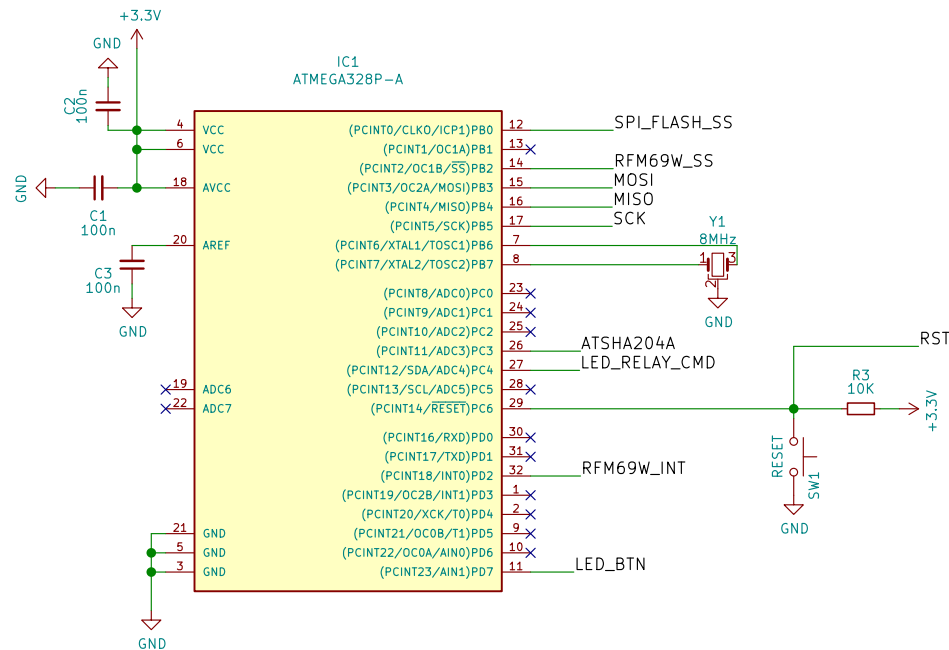 +3.3V
GND
C2
100n
IC1
ATMEGA328P-A
4 VCC (PCINT0/CLKO/ICP1)PB0 12 SPI_FLASH_SS
6 VCC (PCINT1/OC1A)PB1 13
(PCINT2/OC1B/SS)PB2 14 RFM69W_SS
GND 18 AVCC (PCINT3/OC2A/MOSI)PB3 15 MOSI
(PCINT4/MISO)PB4 16 MISO
C1
100n
(PCINT5/SCK)PB5 17 SCK
Y1
8MHz
20 AREF (PCINT6/XTAL1/TOSC1)PB6 7
(PCINT7/XTAL2/TOSC2)PB7 8 1 3
2
C3
100n
GND
GND
(PCINT8/ADC0)PC0 23
(PCINT9/ADC1)PC1 24
(PCINT10/ADC2)PC2 25
(PCINT11/ADC3)PC3 26 ATSHA204A
RST
(PCINT12/SDA/ADC4)PC4 27 LED_RELAY_CMD
19 ADC6 (PCINT13/SCL/ADC5)PC5 28
R3
10K
22 ADC7 (PCINT14/RESET)PC6 29
+3.3V
(PCINT16/RXD)PD0 30
(PCINT17/TXD)PD1 31
RESET
SW1
(PCINT18/INT0)PD2 32 RFM69W_INT
(PCINT19/OC2B/INT1)PD3 1
(PCINT20/XCK/T0)PD4 2
GND
21 GND (PCINT21/OC0B/T1)PD5 9
5 GND (PCINT22/OC0A/AIN0)PD6 10
3 GND (PCINT23/AIN1)PD7 11 LED_BTN
GND